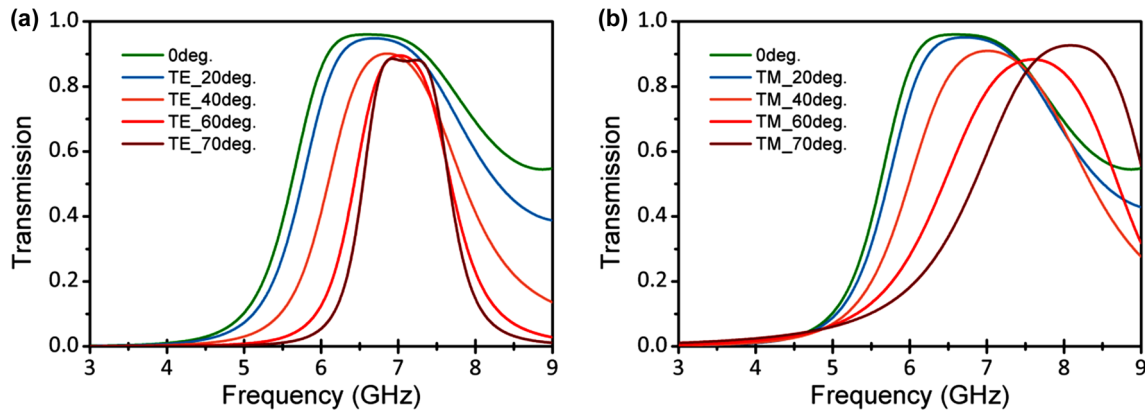 (a)
Transmission
1.0
0.8
0.6
0.4
0.2
0.0
0deg.
TE_20deg.
TE_40deg.
TE_60deg.
TE_70deg.
3 4 5 6 7 8 9
Frequency (GHz)
(b)
Transmission
1.0
0.8
0.6
0.4
0.2
0.0
0deg.
TM_20deg.
TM_40deg.
TM_60deg.
TM_70deg.
3 4 5 6 7 8 9
Frequency (GHz)